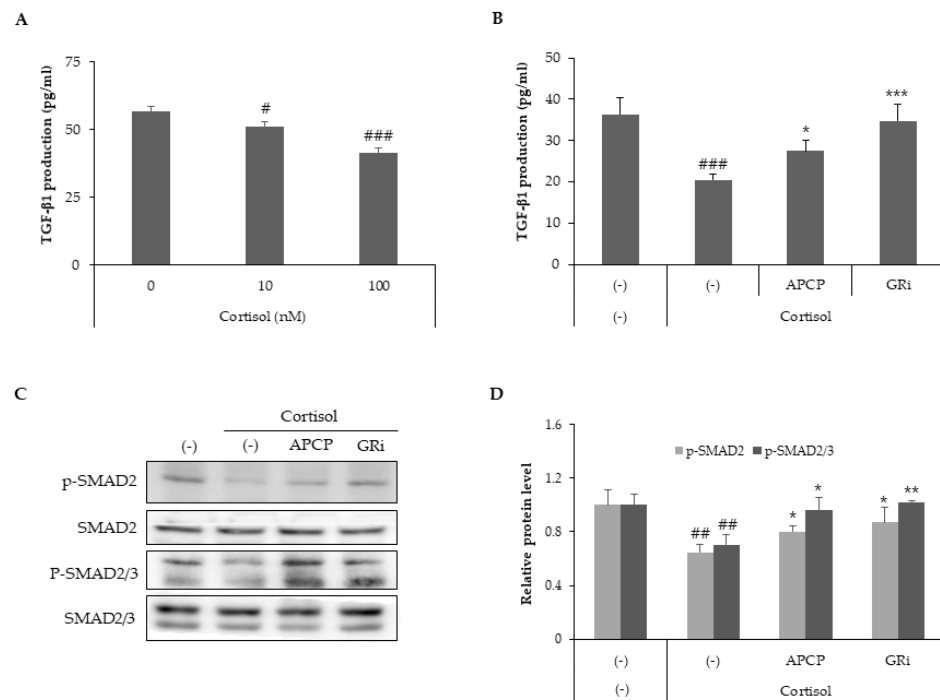 A
TGF-β1 production (pg/ml)
75
50
25
0
#
###
0 10 100
Cortisol (nM)
B
TGF-β1 production (pg/ml)
50
40
30
20
10
0
###
*
***
(-) (-) APCP GRi
(-) Cortisol
C
Cortisol
(-) (-) APCP GRi
p-SMAD2
SMAD2
P-SMAD2/3
SMAD2/3
D
Relative protein level
1.6
1.2
0.8
0.4
0
p-SMAD2 p-SMAD2/3
## ##
* *
* **
(-) (-) APCP GRi
(-) Cortisol